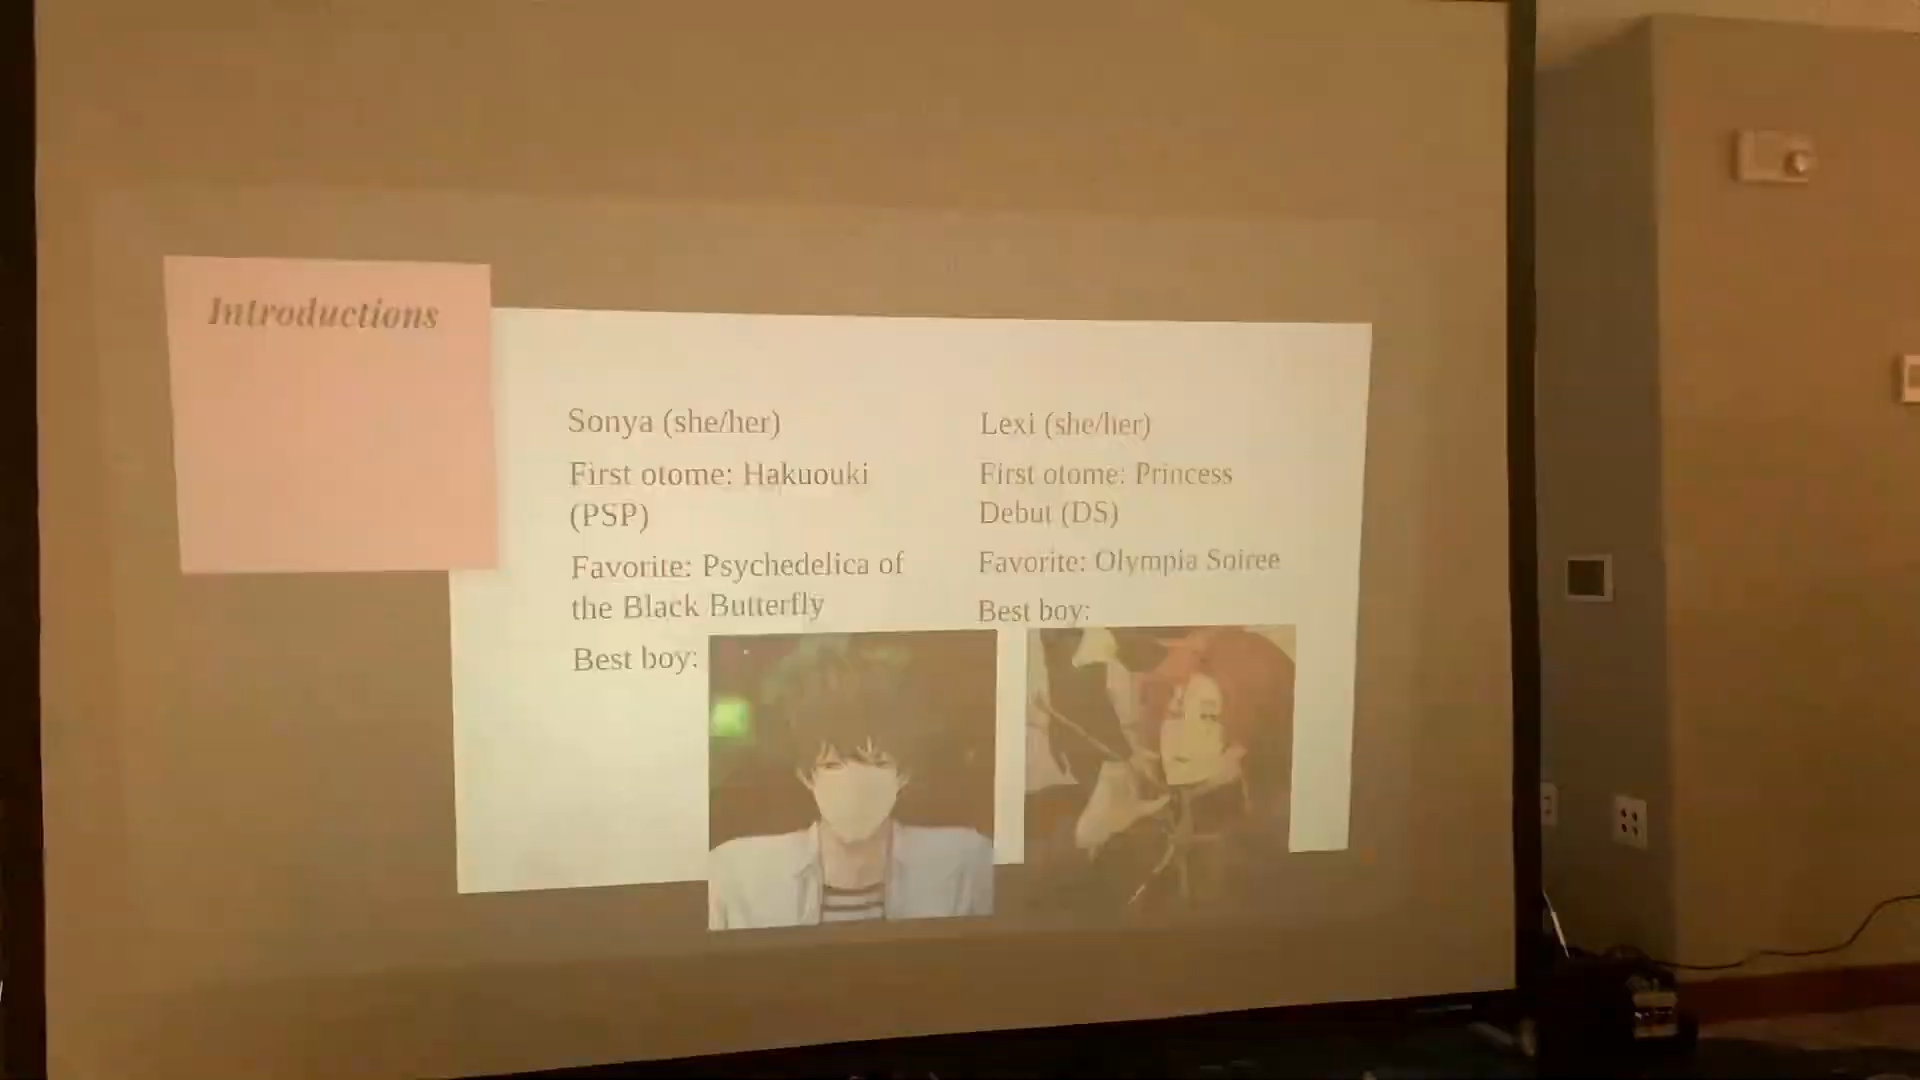 Introductions
Sonya (she/her)
First otome: Hakuouki
(PSP)
Favorite: Psychedelica of
the Black Butterfly
Best boy:
Lexi (she/her)
First otome: Princess
Debut (DS)
Favorite: Olympia Soiree
Best boy: